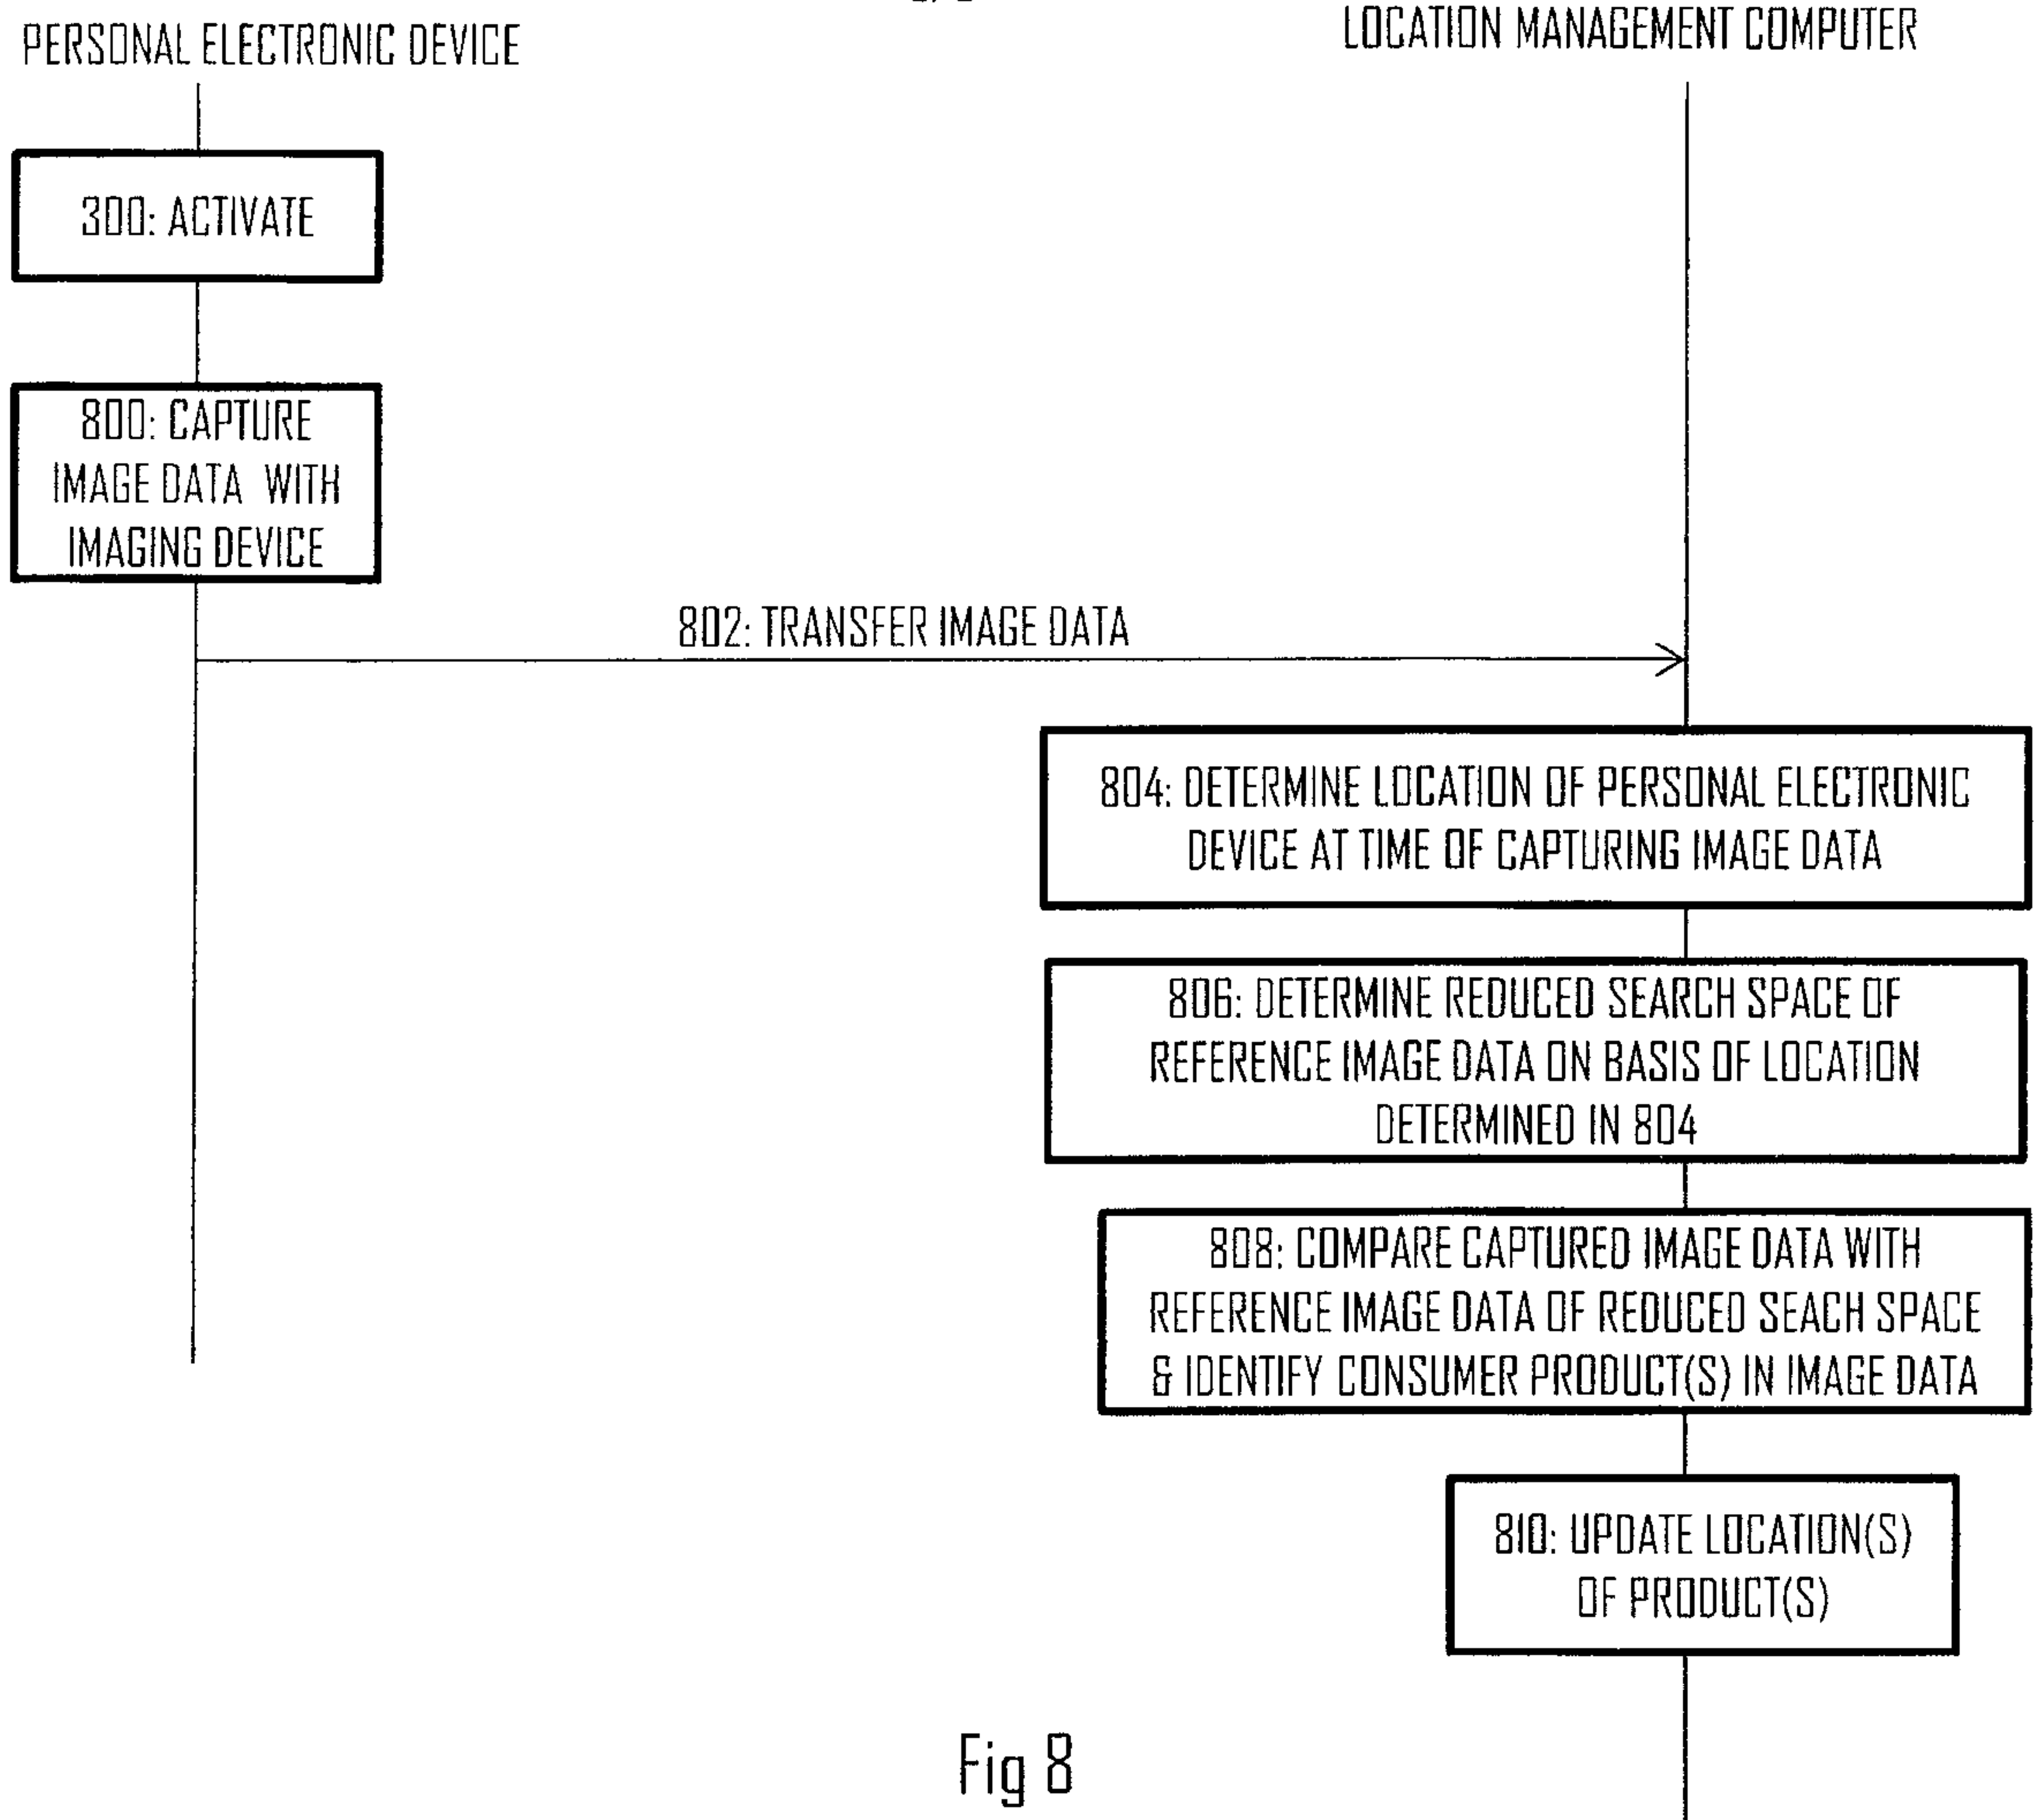 PERSONAL ELECTRONIC DEVICE
LOCATION MANAGEMENT COMPUTER
300: ACTIVATE
800: CAPTURE
IMAGE DATA WITH
IMAGING DEVICE
802: TRANSFER IMAGE DATA
804: DETERMINE LOCATION OF PERSONAL ELECTRONIC
DEVICE AT TIME OF CAPTURING IMAGE DATA
806: DETERMINE REDUCED SEARCH SPACE OF
REFERENCE IMAGE DATA ON BASIS OF LOCATION
DETERMINED IN 804
808: COMPARE CAPTURED IMAGE DATA WITH
REFERENCE IMAGE DATA OF REDUCED SEACH SPACE
& IDENTIFY CONSUMER PRODUCT(S) IN IMAGE DATA
810: UPDATE LOCATION(S)
OF PRODUCT(S)
Fig 8